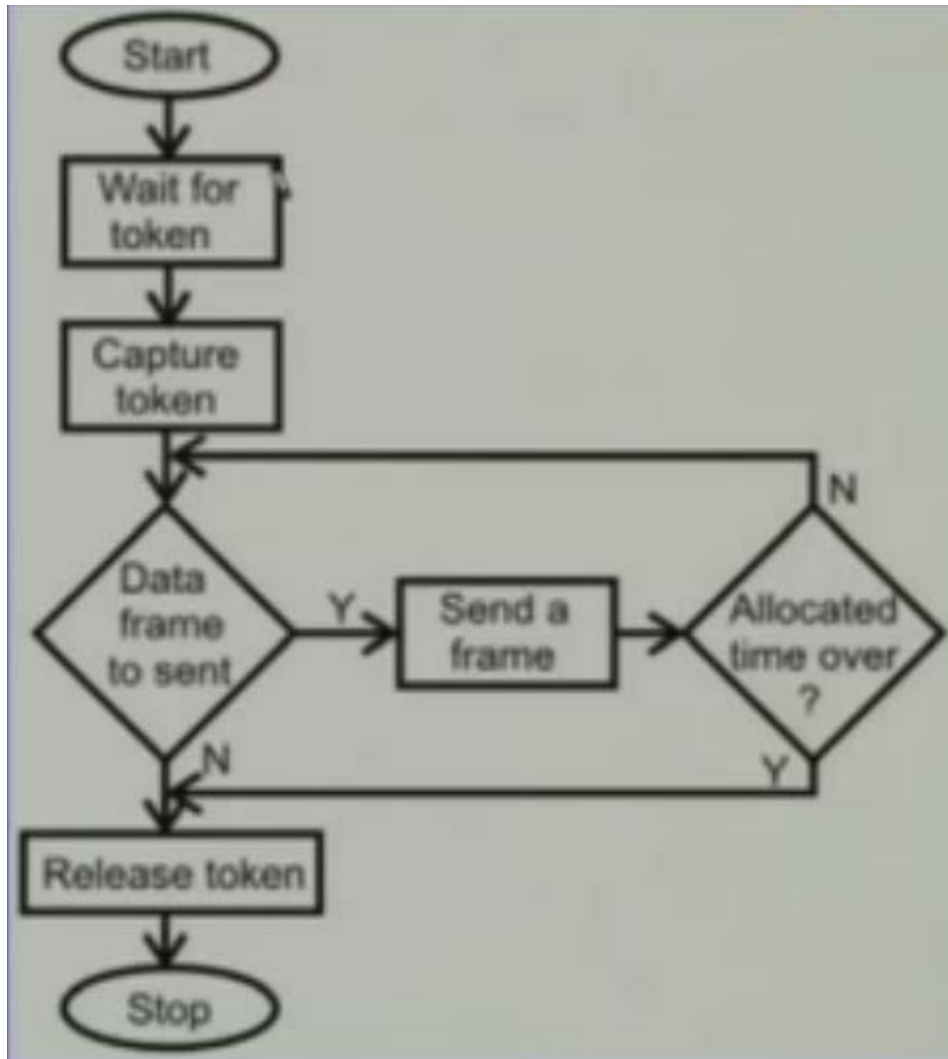 Start
Wait for
token
Capture
token
N
Data
frame
to sent
Y
Send a
frame
Allocated
time over
?
N
Y
Release token
Stop